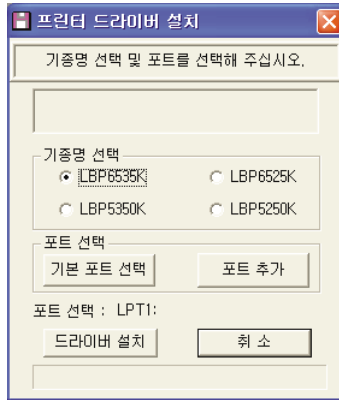 프린터 드라이버 설치
기종명 선택 및 포트를 선택해 주십시오.
기종명 선택
LBP6535K LBP6525K
LBP5350K LBP5250K
포트 선택
기본 포트 선택 포트 추가
포트 선택 : LPT1:
드라이버 설치 취 소